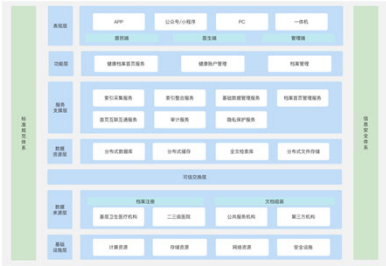 表现层
APP
公众号/小程序
PC
一体机
居民端
医生端
管理端
功能层
健康档案首页服务
健康账户管理
档案管理
服务
支撑层
索引采集服务
索引整合服务
基础数据管理服务
档案首页管理服务
首页互联互通服务
审计服务
隐私保护服务
数据
资源层
分布式数据库
分布式缓存
全文检索库
分布式文件存储
可信交换层
数据
来源层
档案注册
文档组装
基层卫生医疗机构
二三级医院
公共服务机构
第三方机构
基础
设施层
计算资源
存储资源
网络资源
安全设施
标准规范体系
信息安全体系